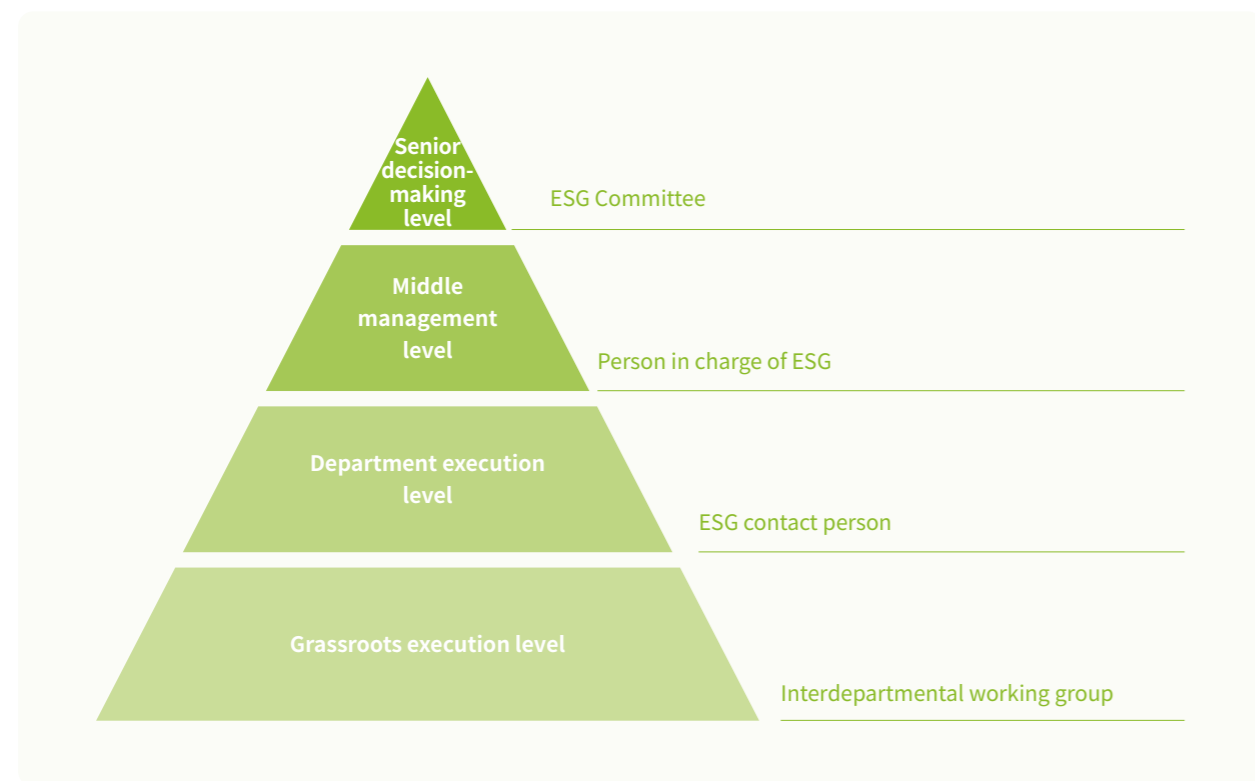 Senior
decision-
making
level
ESG Committee
Middle
management
level
Person in charge of ESG
Department execution
level
ESG contact person
Grassroots execution level
Interdepartmental working group